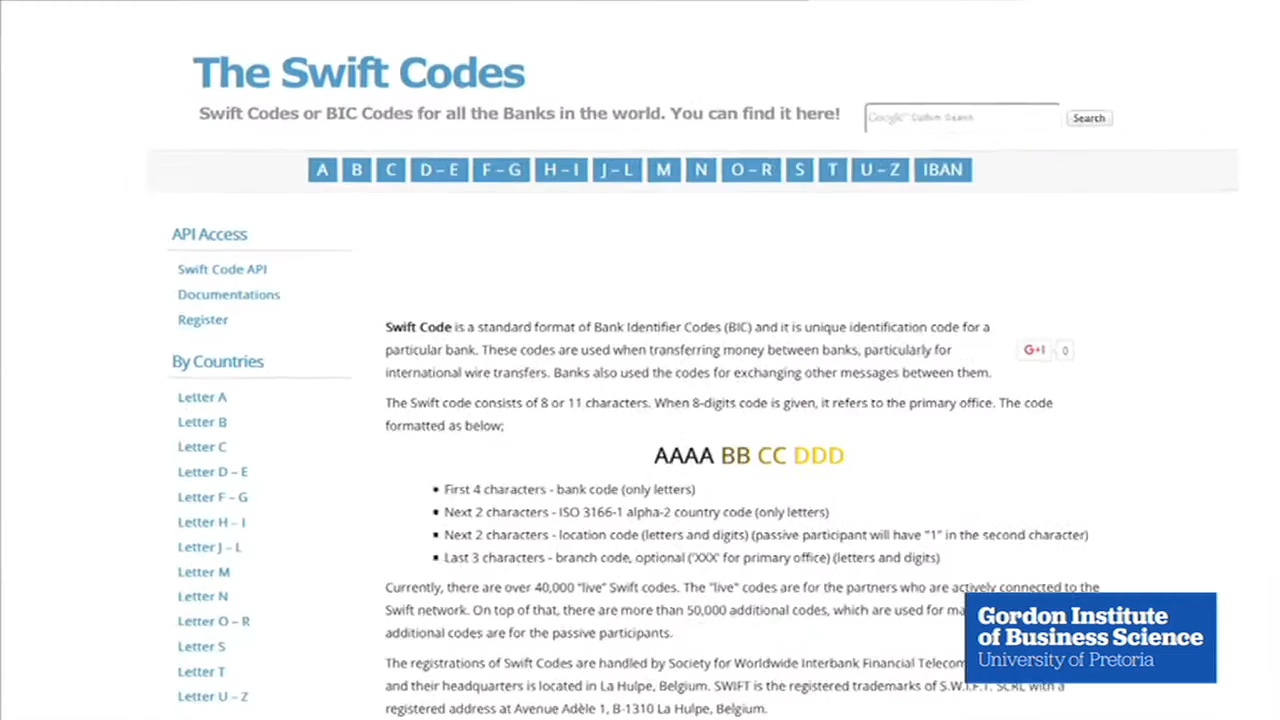 The Swift Codes
Swift Codes or BIC Codes for all the Banks in the world. You can find it here!
Google™ Custom Search
Search
A B C D – E F – G H – I J – L M N O – R S T U – Z IBAN
API Access
Swift Code API
Documentations
Register
By Countries
Letter A
Letter B
Letter C
Letter D – E
Letter F – G
Letter H – I
Letter J – L
Letter M
Letter N
Letter O – R
Letter S
Letter T
Letter U – Z
Swift Code is a standard format of Bank Identifier Codes (BIC) and it is unique identification code for a
particular bank. These codes are used when transferring money between banks, particularly for
international wire transfers. Banks also used the codes for exchanging other messages between them.
G+1 0
The Swift code consists of 8 or 11 characters. When 8-digits code is given, it refers to the primary office. The code
formatted as below;
AAAA BB CC DDD
▪ First 4 characters - bank code (only letters)
▪ Next 2 characters - ISO 3166-1 alpha-2 country code (only letters)
▪ Next 2 characters - location code (letters and digits) (passive participant will have "1" in the second character)
▪ Last 3 characters - branch code, optional ('XXX' for primary office) (letters and digits)
Currently, there are over 40,000 "live" Swift codes. The "live" codes are for the partners who are actively connected to the
Swift network. On top of that, there are more than 50,000 additional codes, which are used for
additional codes are for the passive participants.
The registrations of Swift Codes are handled by Society for Worldwide Interbank Financial
and their headquarters is located in La Hulpe, Belgium. SWIFT is the registered trademarks of S.W.I.F.T. SCRL with a
registered address at Avenue Adèle 1, B-1310 La Hulpe, Belgium.
Gordon Institute
of Business Science
University of Pretoria